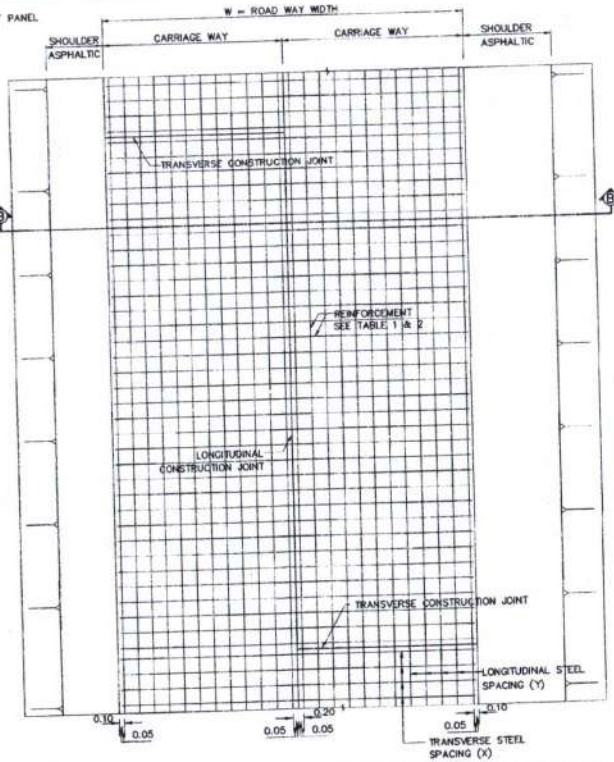 PANEL
W = ROAD WAY WIDTH
SHOULDER
CARRIAGE WAY
CARRIAGE WAY
SHOULDER
ASPHALTIC
ASPHALTIC
TRANSVERSE CONSTRUCTION JOINT
B
B
REINFORCEMENT
SEE TABLE 1 & 2
LONGITUDINAL
CONSTRUCTION JOINT
TRANSVERSE CONSTRUCTION JOINT
LONGITUDINAL STEEL
SPACING (Y)
0.10
0.05
0.20
0.05
0.05
0.10
0.05
TRANSVERSE STEEL
SPACING (X)